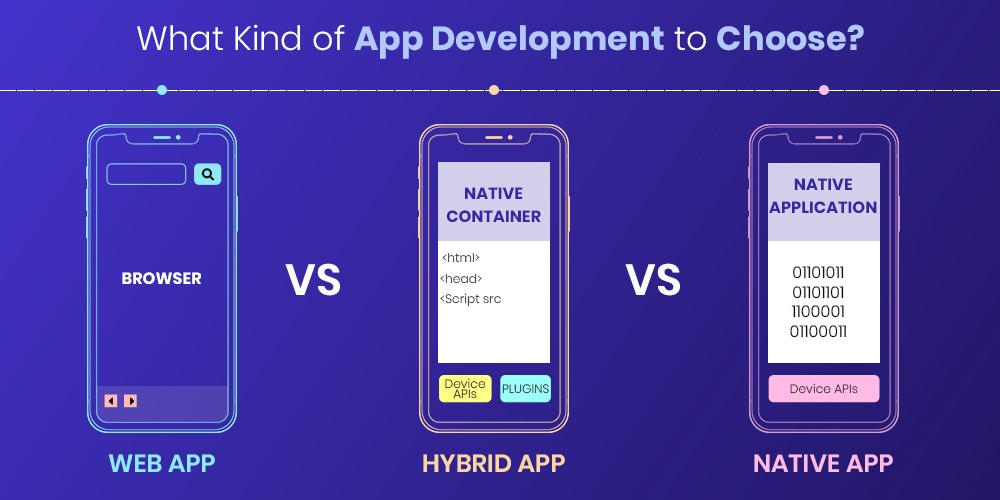 What Kind of App Development to Choose?
BROWSER
WEB APP
VS
NATIVE
CONTAINER
<html>
<head>
<Script src
Device
APIs
PLUGINS
HYBRID APP
VS
NATIVE
APPLICATION
01101011
01101101
1100001
01100011
Device APIs
NATIVE APP